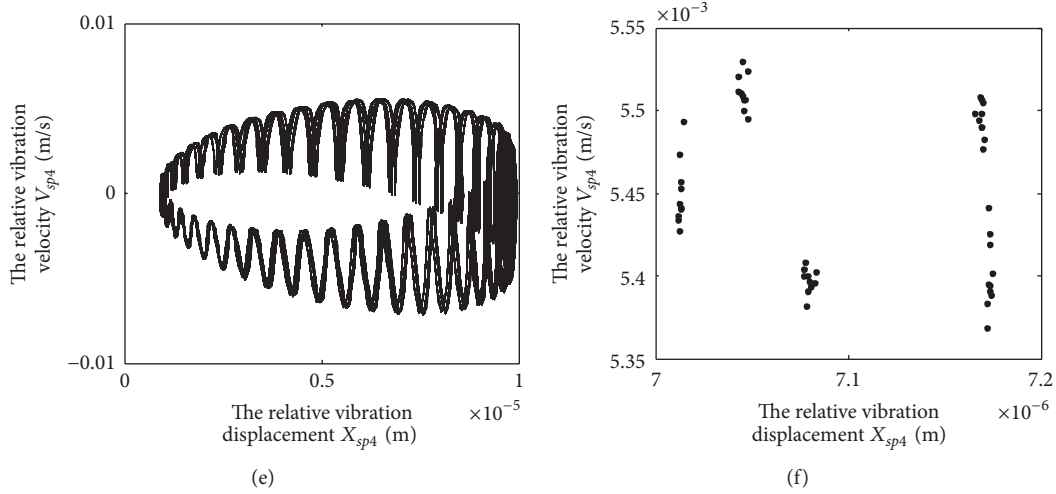 0.01
0
−0.01
The relative vibration
velocity V_sp4 (m/s)
0
0.5
1
×10⁻⁵
The relative vibration
displacement X_sp4 (m)
(e)
×10⁻³
5.55
5.5
5.45
5.4
5.35
The relative vibration
velocity V_sp4 (m/s)
7
7.1
7.2
×10⁻⁶
The relative vibration
displacement X_sp4 (m)
(f)